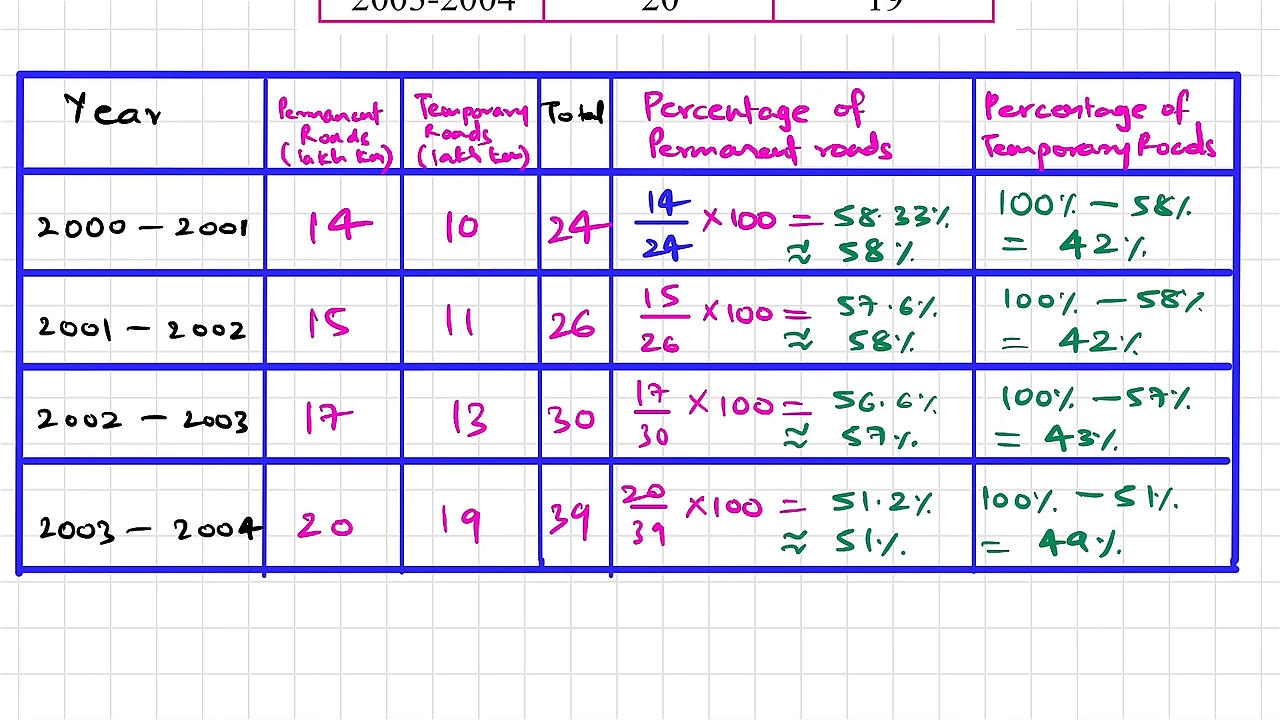 2003-2004 20 19
Year Permanent Roads (lakh km) Temporary Roads (lakh km) Total Percentage of Permanent roads Percentage of Temporary Roads
2000 - 2001 14 10 24 14/24 × 100 = 58.33% ≈ 58% 100% - 58% = 42%
2001 - 2002 15 11 26 15/26 × 100 = 57.6% ≈ 58% 100% - 58% = 42%
2002 - 2003 17 13 30 17/30 × 100 = 56.6% ≈ 57% 100% - 57% = 43%
2003 - 2004 20 19 39 20/39 × 100 = 51.2% ≈ 51% 100% - 51% = 49%